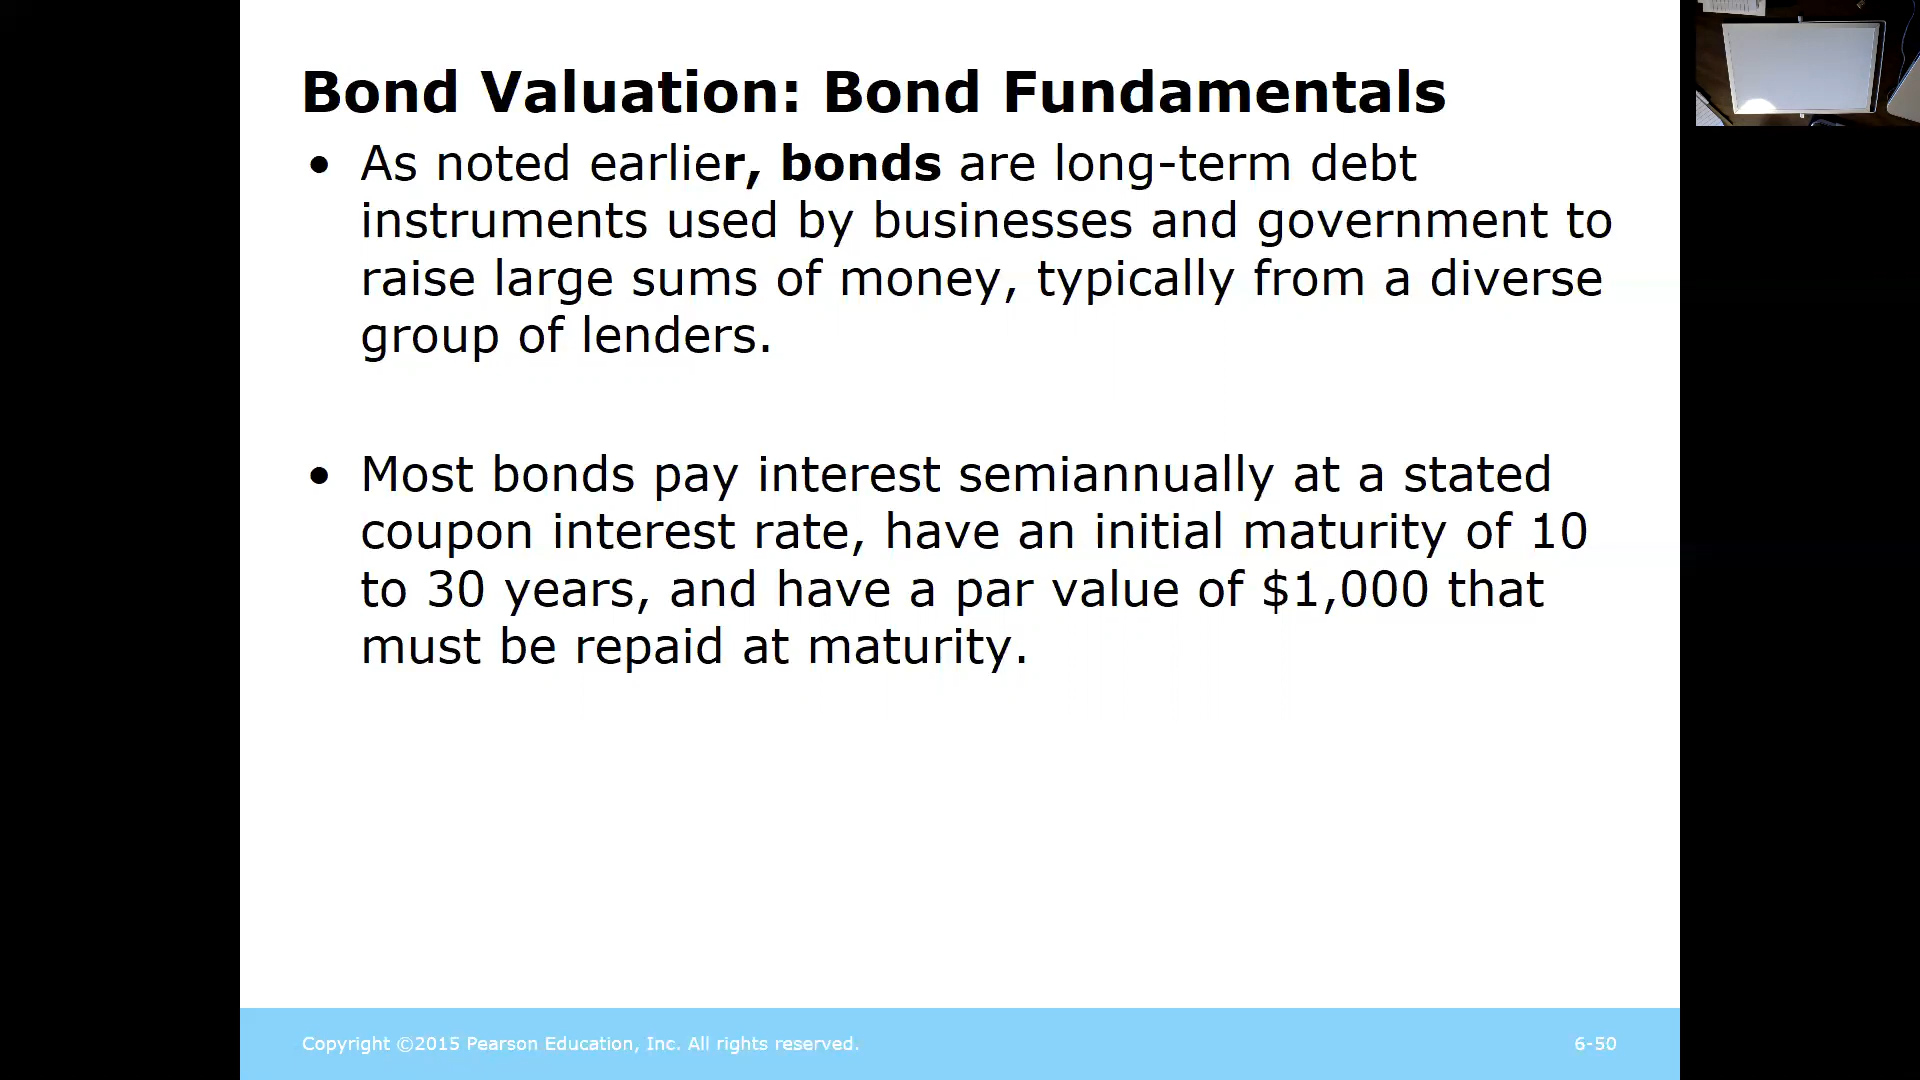 Bond Valuation: Bond Fundamentals
• As noted earlier, bonds are long-term debt
instruments used by businesses and government to
raise large sums of money, typically from a diverse
group of lenders.
• Most bonds pay interest semiannually at a stated
coupon interest rate, have an initial maturity of 10
to 30 years, and have a par value of $1,000 that
must be repaid at maturity.
Copyright ©2015 Pearson Education, Inc. All rights reserved.
6-50